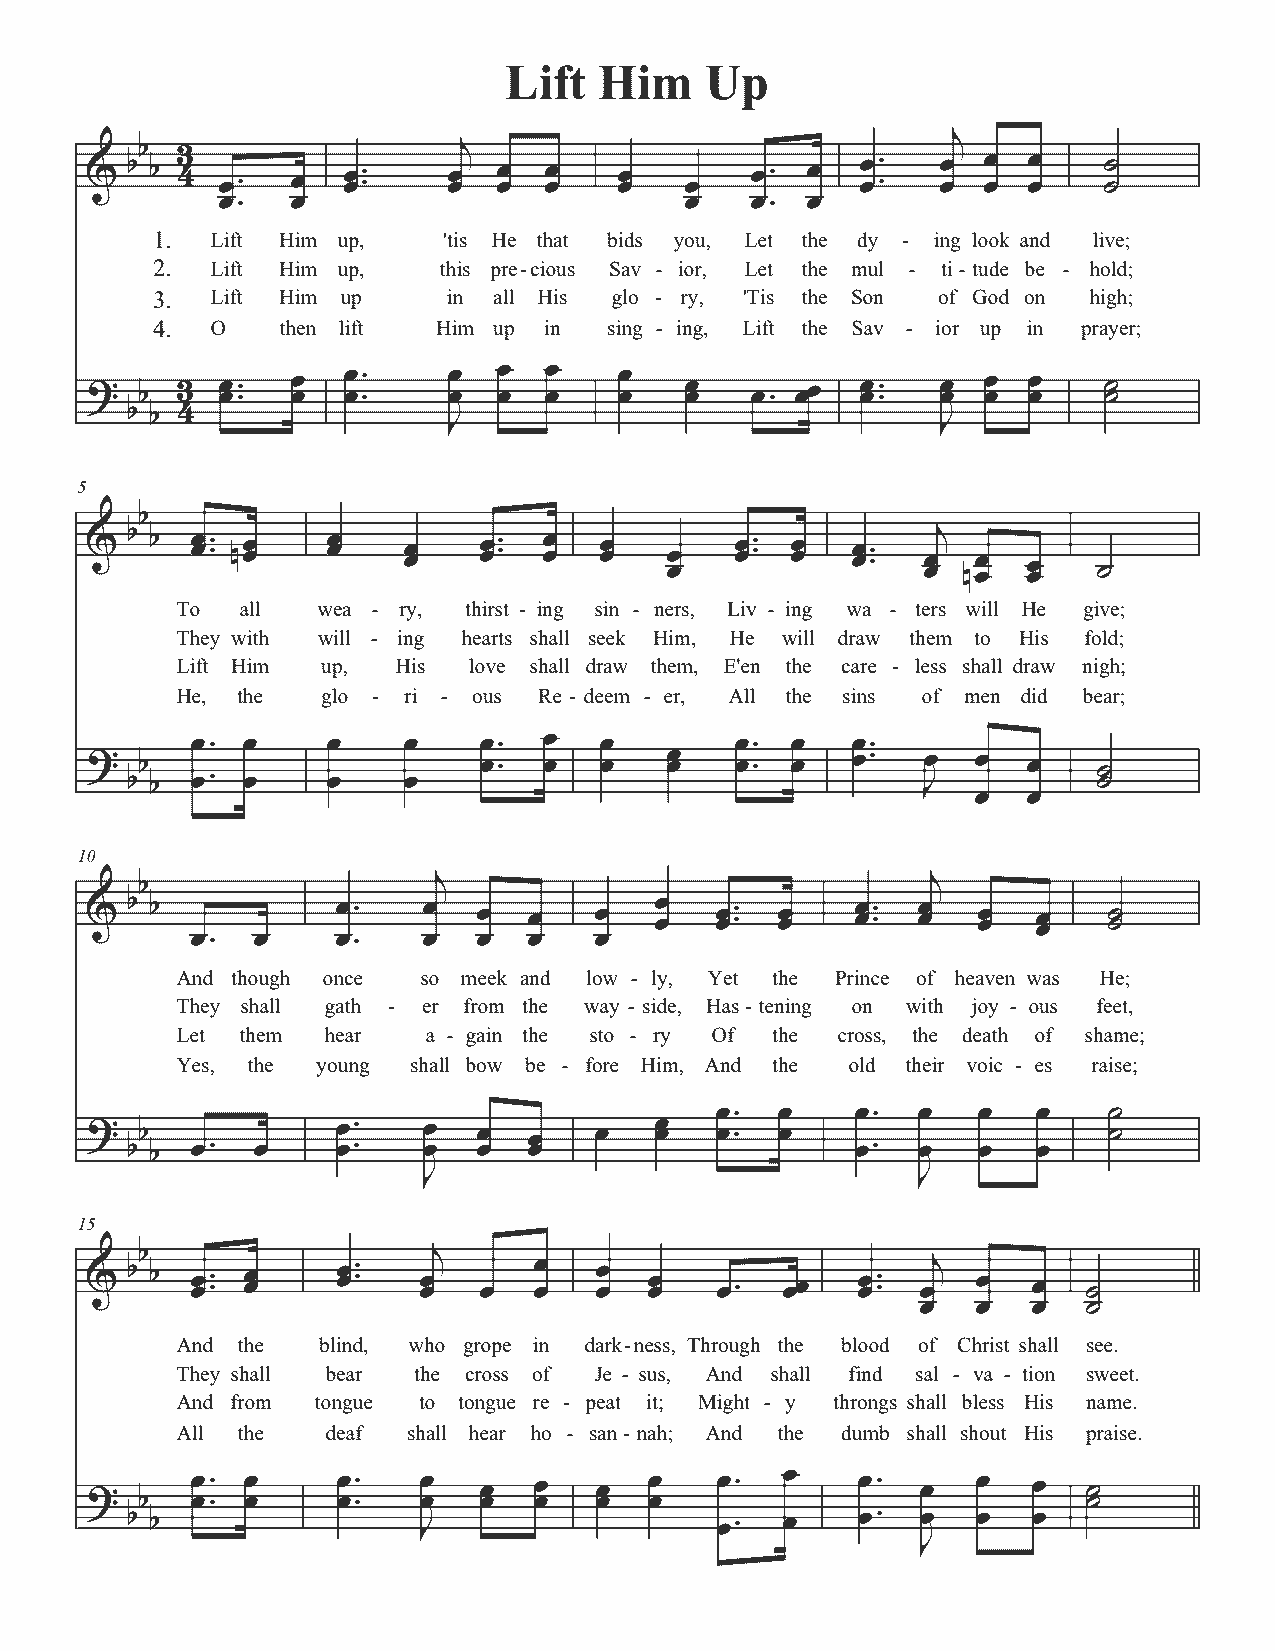 Lift Him Up
3
4
1. Lift Him up, 'tis He that bids you, Let the dy - ing look and live;
2. Lift Him up, this pre - cious Sav - ior, Let the mul - ti - tude be - hold;
3. Lift Him up in all His glo - ry, 'Tis the Son of God on high;
4. O then lift Him up in sing - ing, Lift the Sav - ior up in prayer;
3
4
5
To all wea - ry, thirst - ing sin - ners, Liv - ing wa - ters will He give;
They with will - ing hearts shall seek Him, He will draw them to His fold;
Lift Him up, His love shall draw them, E'en the care - less shall draw nigh;
He, the glo - ri - ous Re - deem - er, All the sins of men did bear;
10
And though once so meek and low - ly, Yet the Prince of heaven was He;
They shall gath - er from the way - side, Has - tening on with joy - ous feet,
Let them hear a - gain the sto - ry Of the cross, the death of shame;
Yes, the young shall bow be - fore Him, And the old their voic - es raise;
15
And the blind, who grope in dark - ness, Through the blood of Christ shall see.
They shall bear the cross of Je - sus, And shall find sal - va - tion sweet.
And from tongue to tongue re - peat it; Might - y throngs shall bless His name.
All the deaf shall hear ho - san - nah; And the dumb shall shout His praise.